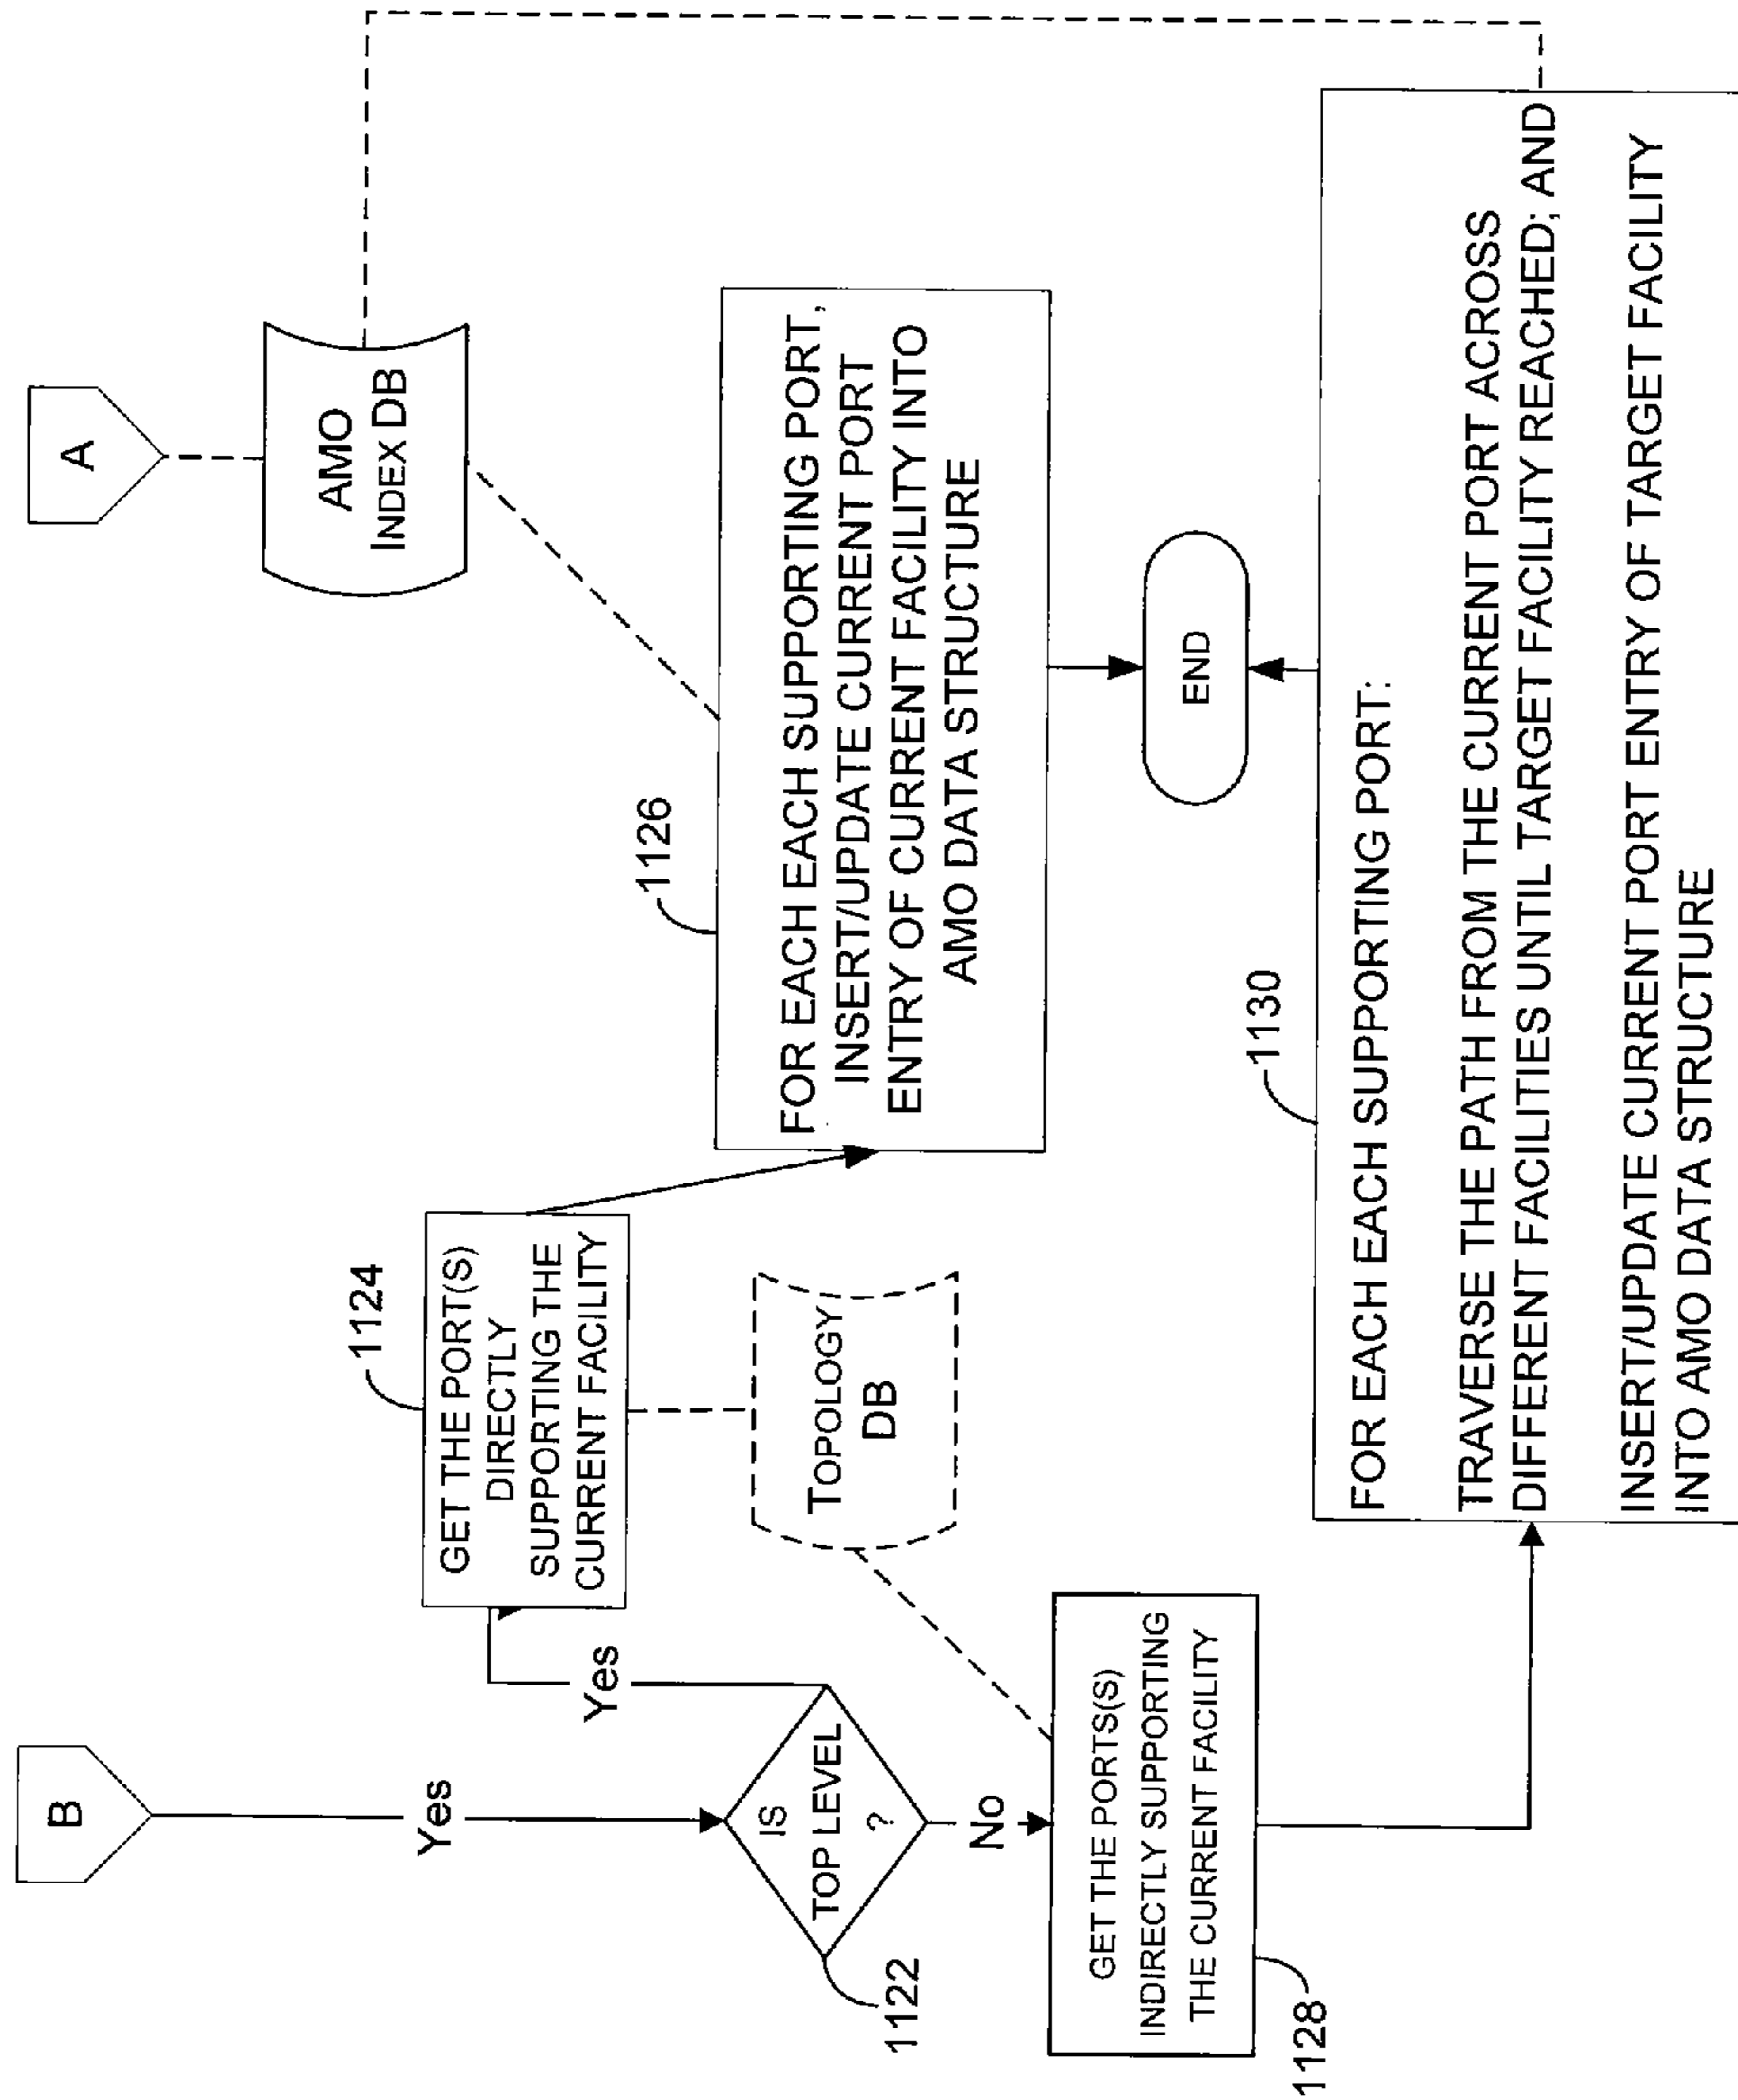 B
Yes
IS
TOP LEVEL
?
1122
Yes
No
1124
GET THE PORT(S)
DIRECTLY
SUPPORTING THE
CURRENT FACILITY
TOPOLOGY
DB
GET THE PORTS(S)
INDIRECTLY SUPPORTING
THE CURRENT FACILITY
1128
A
AMO
INDEX DB
1126
FOR EACH EACH SUPPORTING PORT,
INSERT/UPDATE CURRENT PORT
ENTRY OF CURRENT FACILITY INTO
AMO DATA STRUCTURE
END
1130
FOR EACH EACH SUPPORTING PORT:
TRAVERSE THE PATH FROM THE CURRENT PORT ACROSS
DIFFERENT FACILITIES UNTIL TARGET FACILITY REACHED; AND
INSERT/UPDATE CURRENT PORT ENTRY OF TARGET FACILITY
INTO AMO DATA STRUCTURE